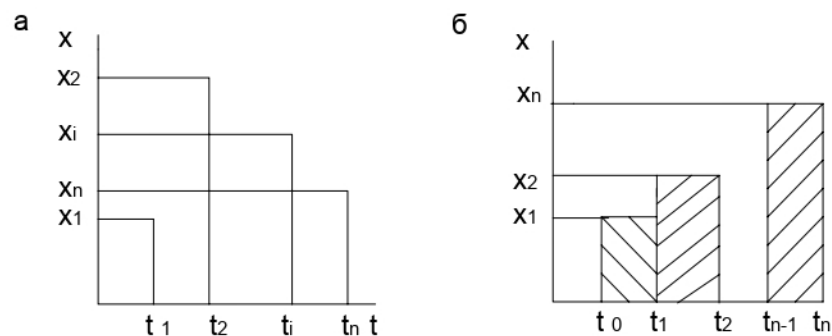 а
x
x2
xi
xn
x1
t 1 t2 ti tn t
б
x
xn
x2
x1
t 0 t1 t2 tn-1 tn